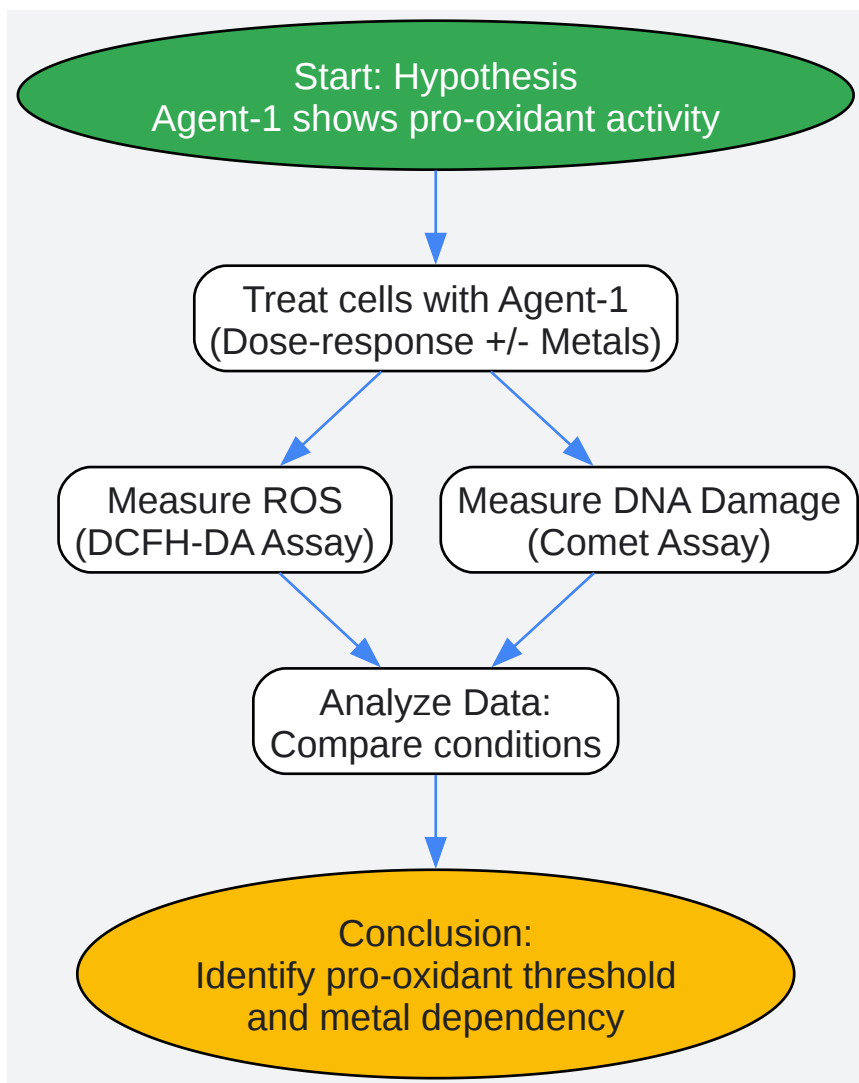 Start: Hypothesis
Agent-1 shows pro-oxidant activity
Treat cells with Agent-1
(Dose-response +/- Metals)
Measure ROS
(DCFH-DA Assay)
Measure DNA Damage
(Comet Assay)
Analyze Data:
Compare conditions
Conclusion:
Identify pro-oxidant threshold
and metal dependency